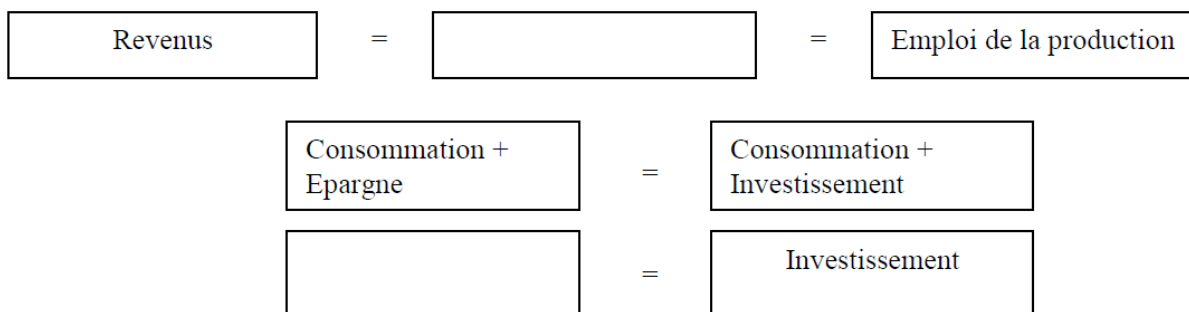 Revenus = = Emploi de la production
Consommation + Epargne = Consommation + Investissement
= Investissement